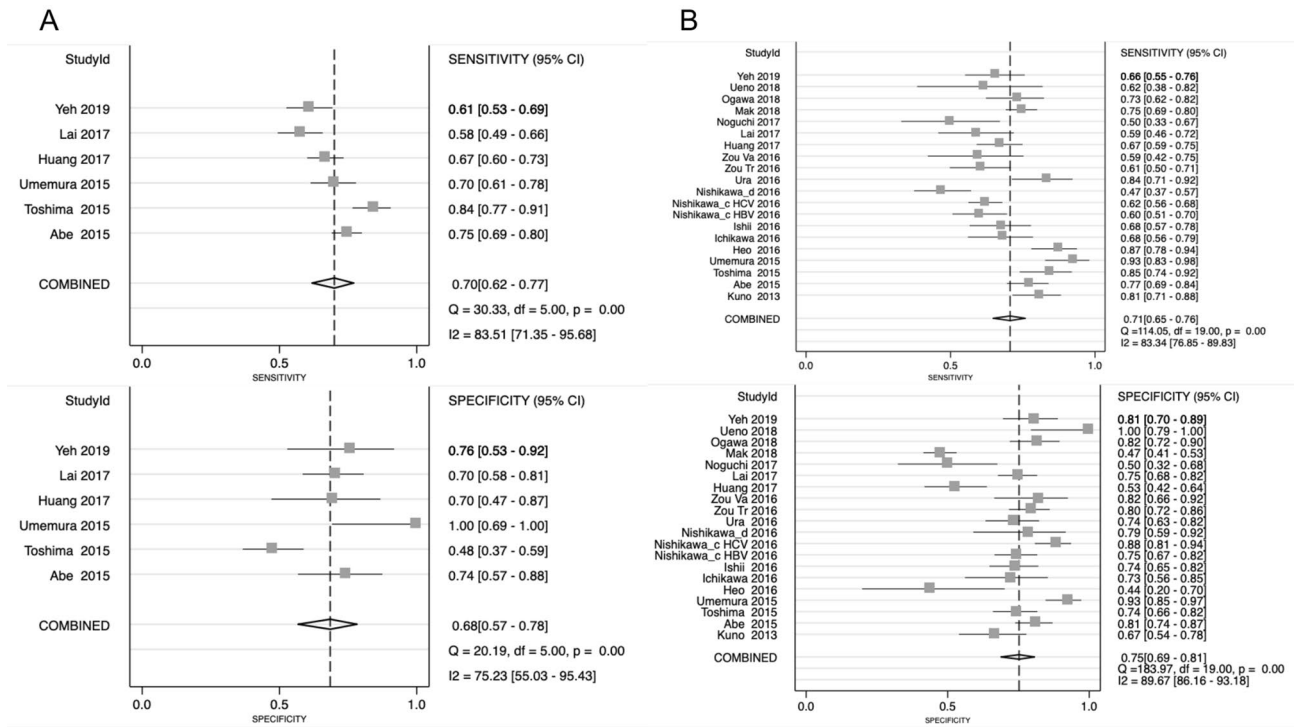 A
StudyId SENSITIVITY (95% CI)
Yeh 2019 0.61 [0.53 - 0.69]
Lai 2017 0.58 [0.49 - 0.66]
Huang 2017 0.67 [0.60 - 0.73]
Umemura 2015 0.70 [0.61 - 0.78]
Toshima 2015 0.84 [0.77 - 0.91]
Abe 2015 0.75 [0.69 - 0.80]
COMBINED 0.70[0.62 - 0.77]
Q = 30.33, df = 5.00, p = 0.00
I2 = 83.51 [71.35 - 95.68]
0.0 0.5 1.0
SENSITIVITY
StudyId SPECIFICITY (95% CI)
Yeh 2019 0.76 [0.53 - 0.92]
Lai 2017 0.70 [0.58 - 0.81]
Huang 2017 0.70 [0.47 - 0.87]
Umemura 2015 1.00 [0.69 - 1.00]
Toshima 2015 0.48 [0.37 - 0.59]
Abe 2015 0.74 [0.57 - 0.88]
COMBINED 0.68[0.57 - 0.78]
Q = 20.19, df = 5.00, p = 0.00
I2 = 75.23 [55.03 - 95.43]
0.0 0.5 1.0
SPECIFICITY
B
StudyId SENSITIVITY (95% CI)
Yeh 2019 0.66 [0.55 - 0.76]
Ueno 2018 0.62 [0.38 - 0.82]
Ogawa 2018 0.73 [0.62 - 0.82]
Mak 2018 0.75 [0.69 - 0.80]
Noguchi 2017 0.50 [0.33 - 0.67]
Lai 2017 0.59 [0.46 - 0.72]
Huang 2017 0.67 [0.59 - 0.75]
Zou Va 2016 0.59 [0.42 - 0.75]
Zou Tr 2016 0.61 [0.50 - 0.71]
Ura 2016 0.84 [0.71 - 0.92]
Nishikawa_d 2016 0.47 [0.37 - 0.57]
Nishikawa_c HCV 2016 0.62 [0.56 - 0.68]
Nishikawa_c HBV 2016 0.60 [0.51 - 0.70]
Ishii 2016 0.68 [0.57 - 0.78]
Ichikawa 2016 0.68 [0.56 - 0.79]
Heo 2016 0.87 [0.78 - 0.94]
Umemura 2015 0.93 [0.83 - 0.98]
Toshima 2015 0.85 [0.74 - 0.92]
Abe 2015 0.77 [0.69 - 0.84]
Kuno 2013 0.81 [0.71 - 0.88]
COMBINED 0.71[0.65 - 0.76]
Q =114.05, df = 19.00, p = 0.00
I2 = 83.34 [76.85 - 89.83]
0.0 0.5 1.0
SENSITIVITY
StudyId SPECIFICITY (95% CI)
Yeh 2019 0.81 [0.70 - 0.89]
Ueno 2018 1.00 [0.79 - 1.00]
Ogawa 2018 0.82 [0.72 - 0.90]
Mak 2018 0.47 [0.41 - 0.53]
Noguchi 2017 0.50 [0.32 - 0.68]
Lai 2017 0.75 [0.68 - 0.82]
Huang 2017 0.53 [0.42 - 0.64]
Zou Va 2016 0.82 [0.66 - 0.92]
Zou Tr 2016 0.80 [0.72 - 0.86]
Ura 2016 0.74 [0.63 - 0.82]
Nishikawa_d 2016 0.79 [0.59 - 0.92]
Nishikawa_c HCV 2016 0.88 [0.81 - 0.94]
Nishikawa_c HBV 2016 0.75 [0.67 - 0.82]
Ishii 2016 0.74 [0.65 - 0.82]
Ichikawa 2016 0.73 [0.56 - 0.85]
Heo 2016 0.44 [0.20 - 0.70]
Umemura 2015 0.93 [0.85 - 0.97]
Toshima 2015 0.74 [0.66 - 0.82]
Abe 2015 0.81 [0.74 - 0.87]
Kuno 2013 0.67 [0.54 - 0.78]
COMBINED 0.75[0.69 - 0.81]
Q =183.97, df = 19.00, p = 0.00
I2 = 89.67 [86.16 - 93.18]
0.0 0.5 1.0
SPECIFICITY